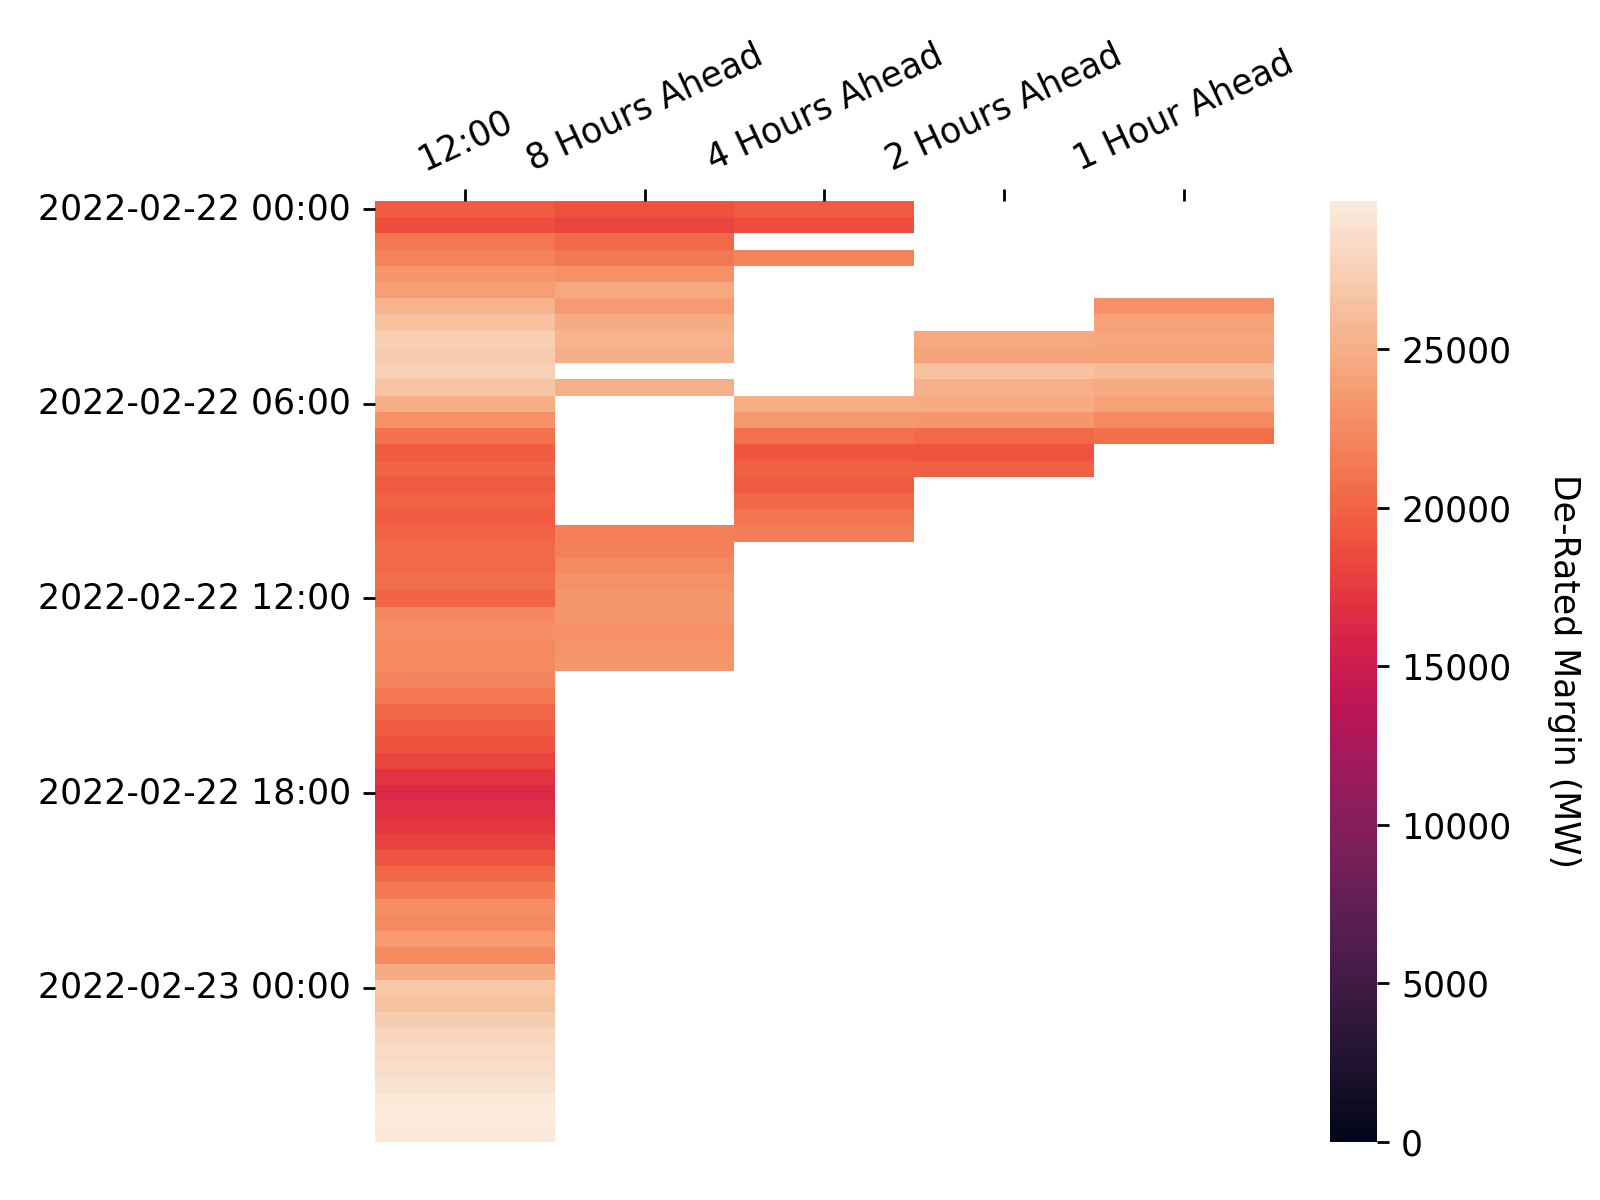 12:00
8 Hours Ahead
4 Hours Ahead
2 Hours Ahead
1 Hour Ahead
2022-02-22 00:00
2022-02-22 06:00
2022-02-22 12:00
2022-02-22 18:00
2022-02-23 00:00
25000
20000
15000
10000
5000
0
De-Rated Margin (MW)